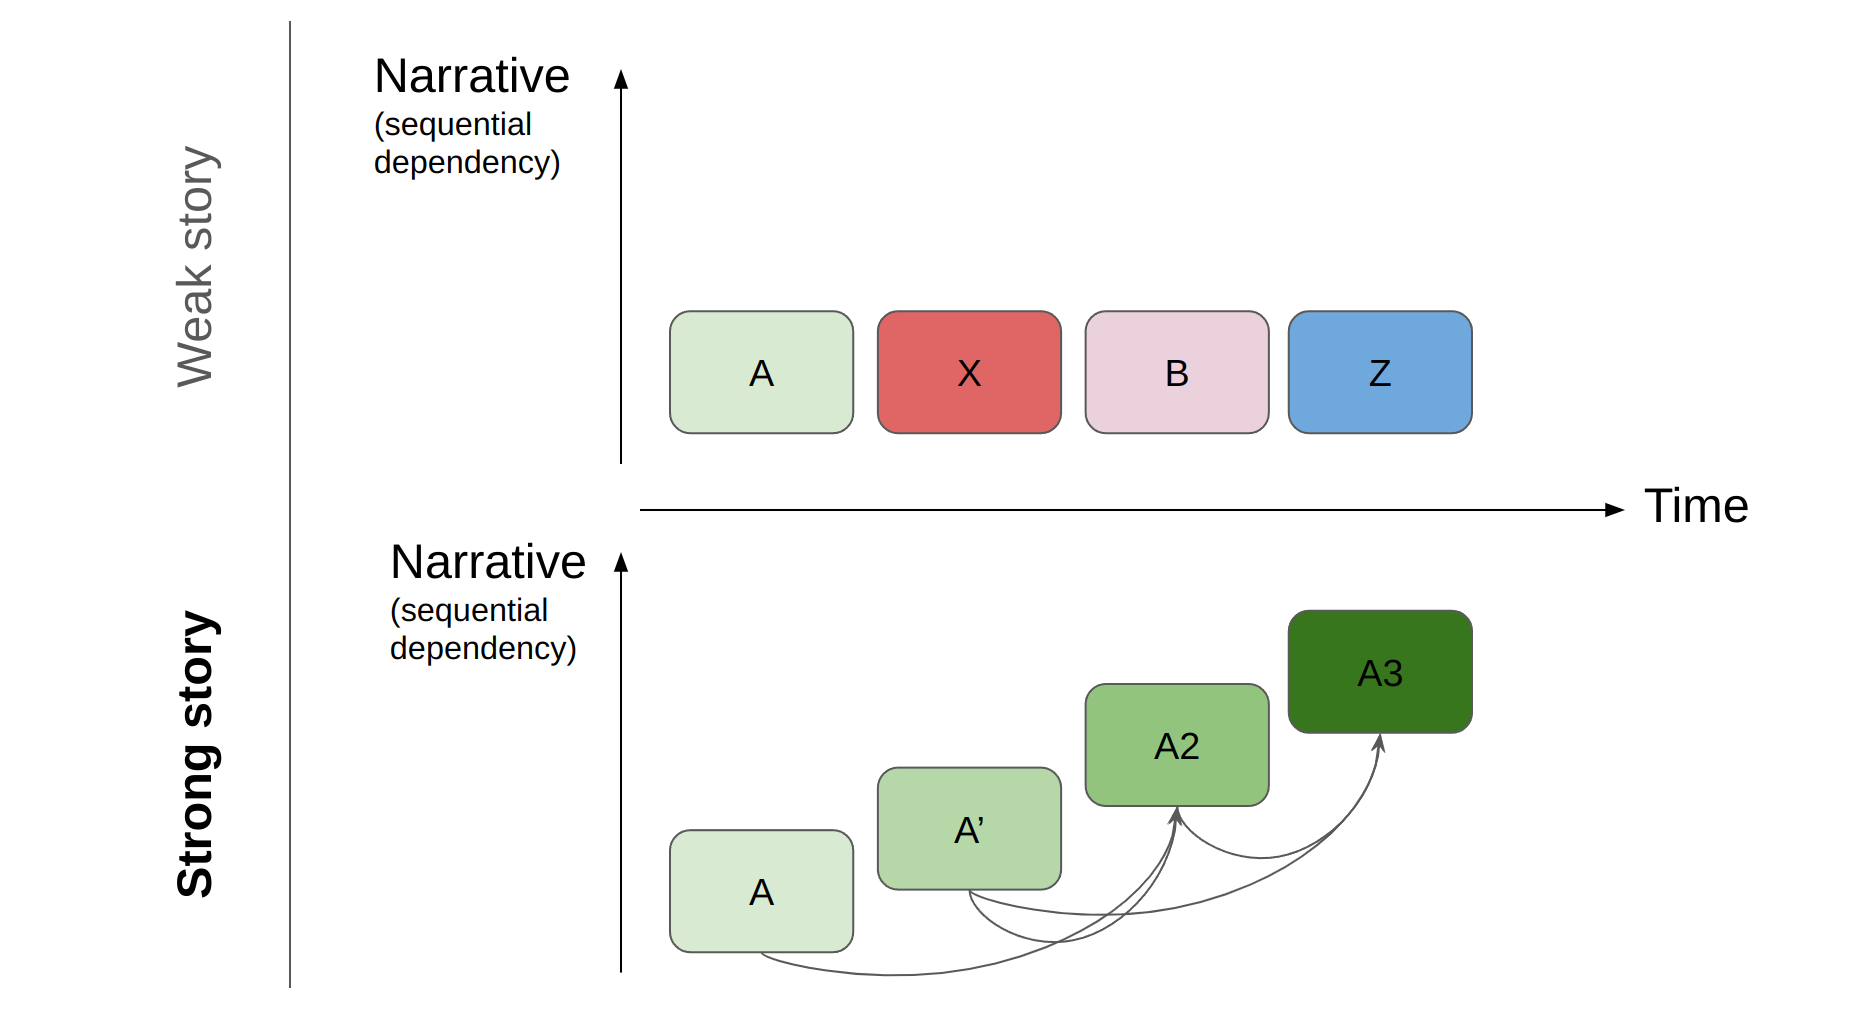 Weak story
Narrative
(sequential
dependency)
A
X
B
Z
Time
Strong story
Narrative
(sequential
dependency)
A
A’
A2
A3